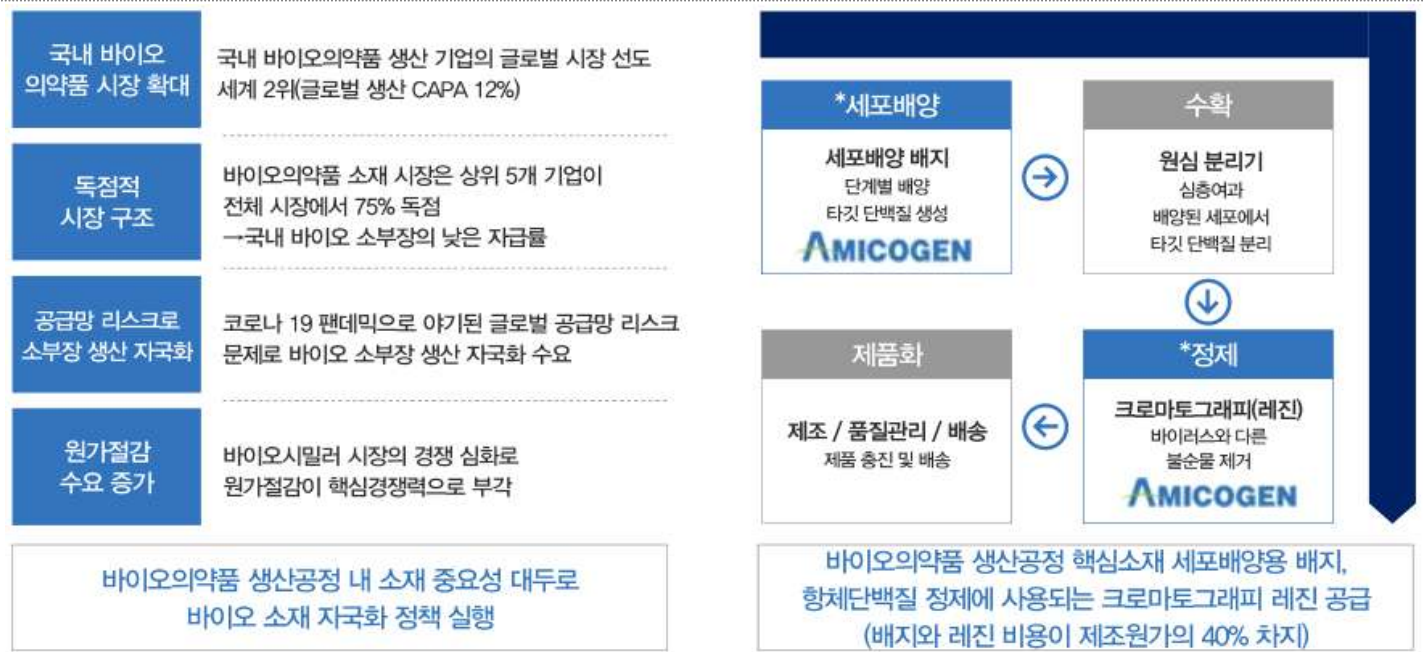 국내 바이오
의약품 시장 확대
국내 바이오의약품 생산 기업의 글로벌 시장 선도
세계 2위(글로벌 생산 CAPA 12%)
독점적
시장 구조
바이오의약품 소재 시장은 상위 5개 기업이
전체 시장에서 75% 독점
→국내 바이오 소부장의 낮은 자급률
공급망 리스크로
소부장 생산 자국화
코로나 19 팬데믹으로 야기된 글로벌 공급망 리스크
문제로 바이오 소부장 생산 자국화 수요
원가절감
수요 증가
바이오시밀러 시장의 경쟁 심화로
원가절감이 핵심경쟁력으로 부각
바이오의약품 생산공정 내 소재 중요성 대두로
바이오 소재 자국화 정책 실행
*세포배양
세포배양 배지
단계별 배양
타깃 단백질 생성
AMICOGEN
수확
원심 분리기
심층여과
배양된 세포에서
타깃 단백질 분리
*정제
크로마토그래피(레진)
바이러스와 다른
불순물 제거
AMICOGEN
제품화
제조 / 품질관리 / 배송
제품 충진 및 배송
바이오의약품 생산공정 핵심소재 세포배양용 배지,
항체단백질 정제에 사용되는 크로마토그래피 레진 공급
(배지와 레진 비용이 제조원가의 40% 차지)